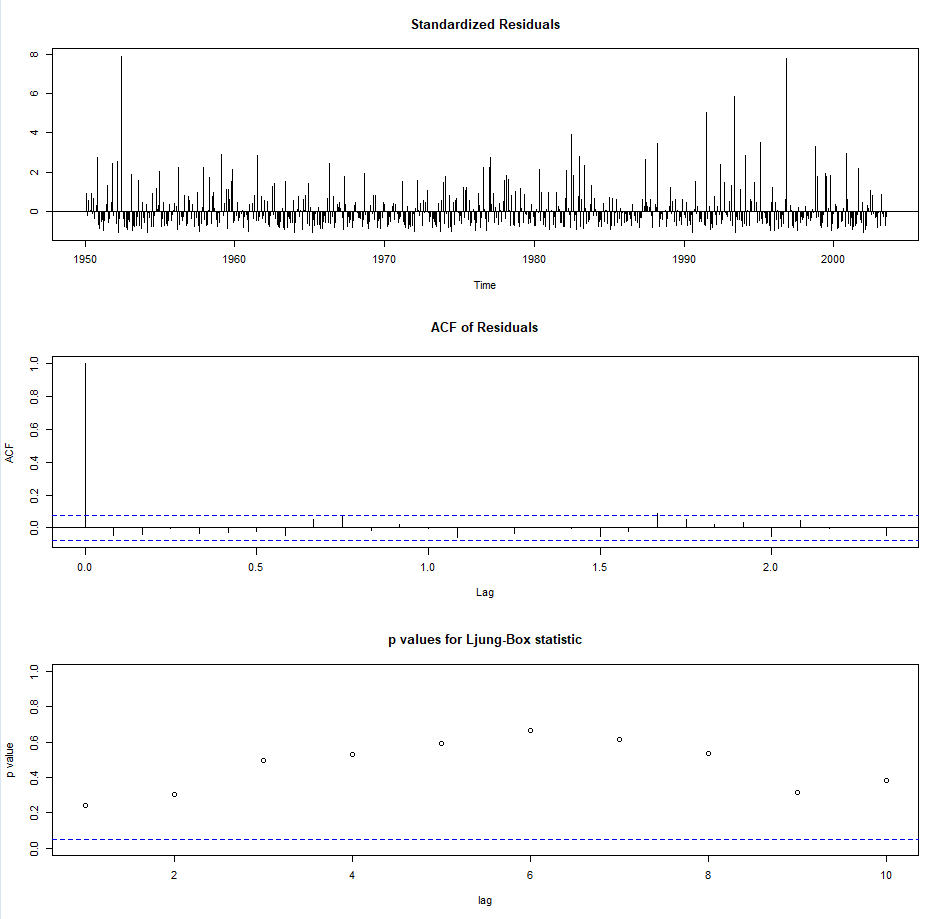 Standardized Residuals
8
6
4
2
0
1950 1960 1970 1980 1990 2000
Time
ACF of Residuals
1.0
0.8
0.6
0.4
0.2
0.0
ACF
0.0 0.5 1.0 1.5 2.0
Lag
p values for Ljung-Box statistic
1.0
0.8
0.6
0.4
0.2
0.0
p value
2 4 6 8 10
lag